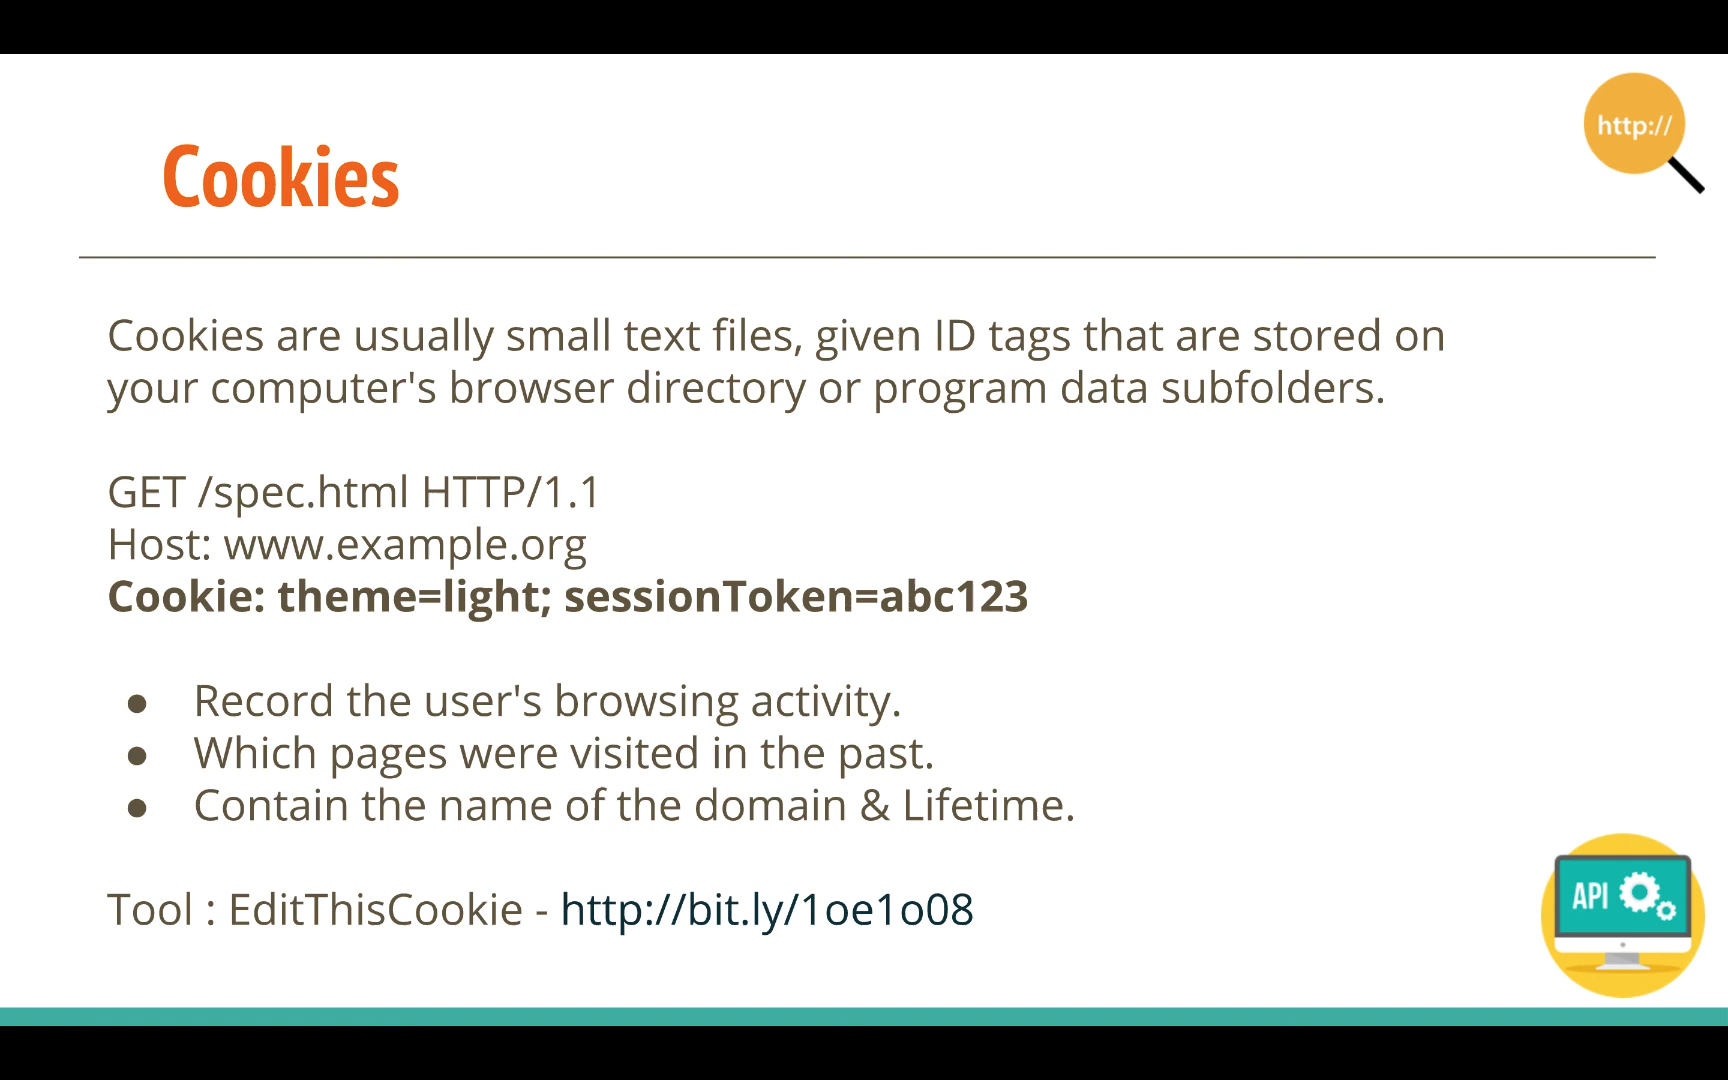 http://
Cookies
Cookies are usually small text files, given ID tags that are stored on
your computer's browser directory or program data subfolders.
GET /spec.html HTTP/1.1
Host: www.example.org
Cookie: theme=light; sessionToken=abc123
● Record the user's browsing activity.
● Which pages were visited in the past.
● Contain the name of the domain & Lifetime.
API
Tool : EditThisCookie - http://bit.ly/1oe1o08